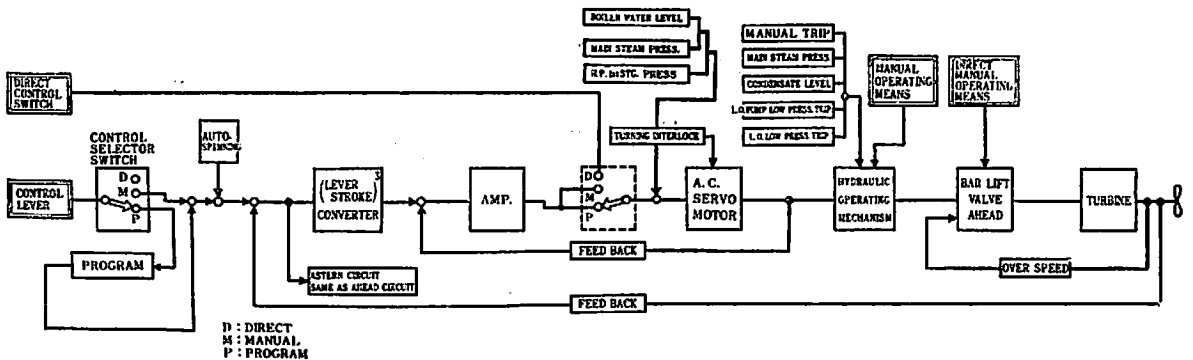 BOILER WATER LEVEL
MAIN STEAM PRESS.
H.P. 1st STG. PRESS
MANUAL TRIP
MAIN STEAM PRESS
CONDENSATE LEVEL
L.O. PUMP LOW PRESS. TRIP
L.O. LOW PRESS TRIP
MANUAL
OPERATING
MEANS
DIRECT
MANUAL
OPERATING
MEANS
DIRECT
CONTROL
SWITCH
CONTROL
SELECTOR
SWITCH
AUTO-
SPINNING
TURNING INTERLOCK
D
M
P
CONTROL
LEVER
(LEVER
STROKE)3
CONVERTER
AMP.
D
M
P
A.C.
SERVO
MOTOR
HYDRAULIC
OPERATING
MECHANISM
BAR LIFT
VALVE
AHEAD
TURBINE
PROGRAM
FEED BACK
OVER SPEED
ASTERN CIRCUIT
SAME AS AHEAD CIRCUIT
FEED BACK
D : DIRECT
M : MANUAL
P : PROGRAM